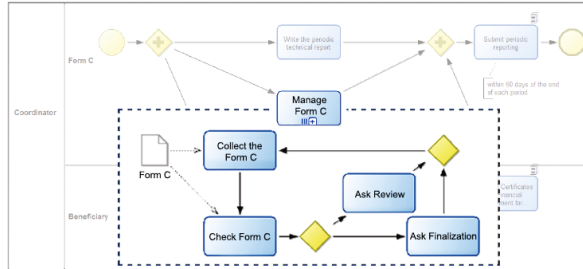 Form C
Write the periodic
technical report
Submit periodic
reporting
within 60 days of the end
of each period
Coordinator
Manage
Form C
Collect the
Form C
Form C
Ask Review
Certificates
Beneficiary
Check Form C
Ask Finalization